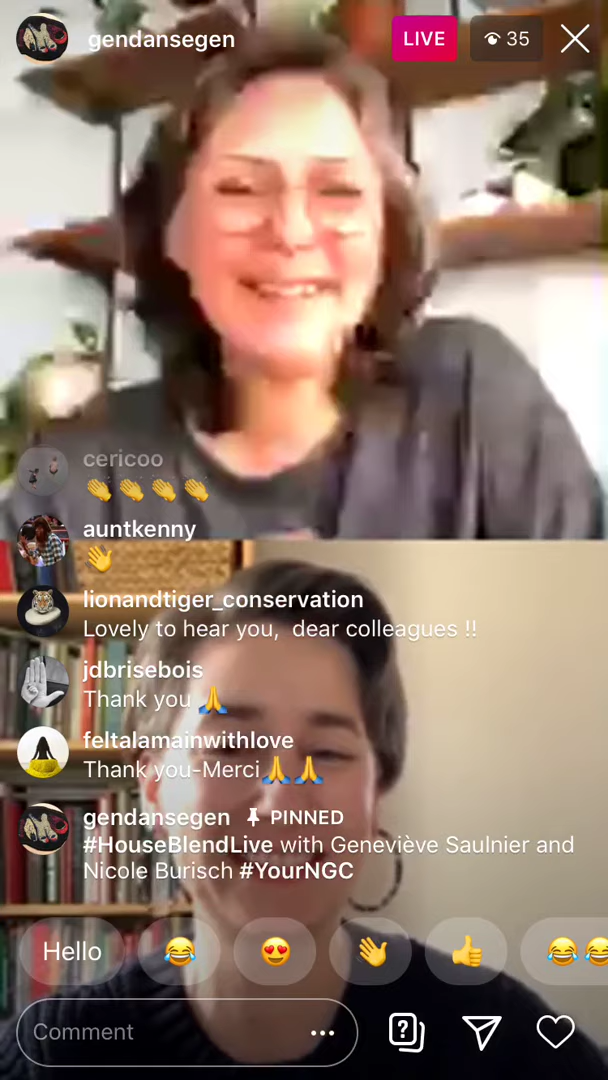 gendansegen
LIVE
35
cericoo
👏👏👏👏
auntkenny
👋
lionandtiger_conservation
Lovely to hear you,  dear colleagues !!
jdbrisebois
Thank you 🙏
feltalamainwithlove
Thank you-Merci🙏🙏
gendansegen PINNED
#HouseBlendLive with Geneviève Saulnier and
Nicole Burisch #YourNGC
Hello 😂 😍 👋 👍 😂😂
Comment ...